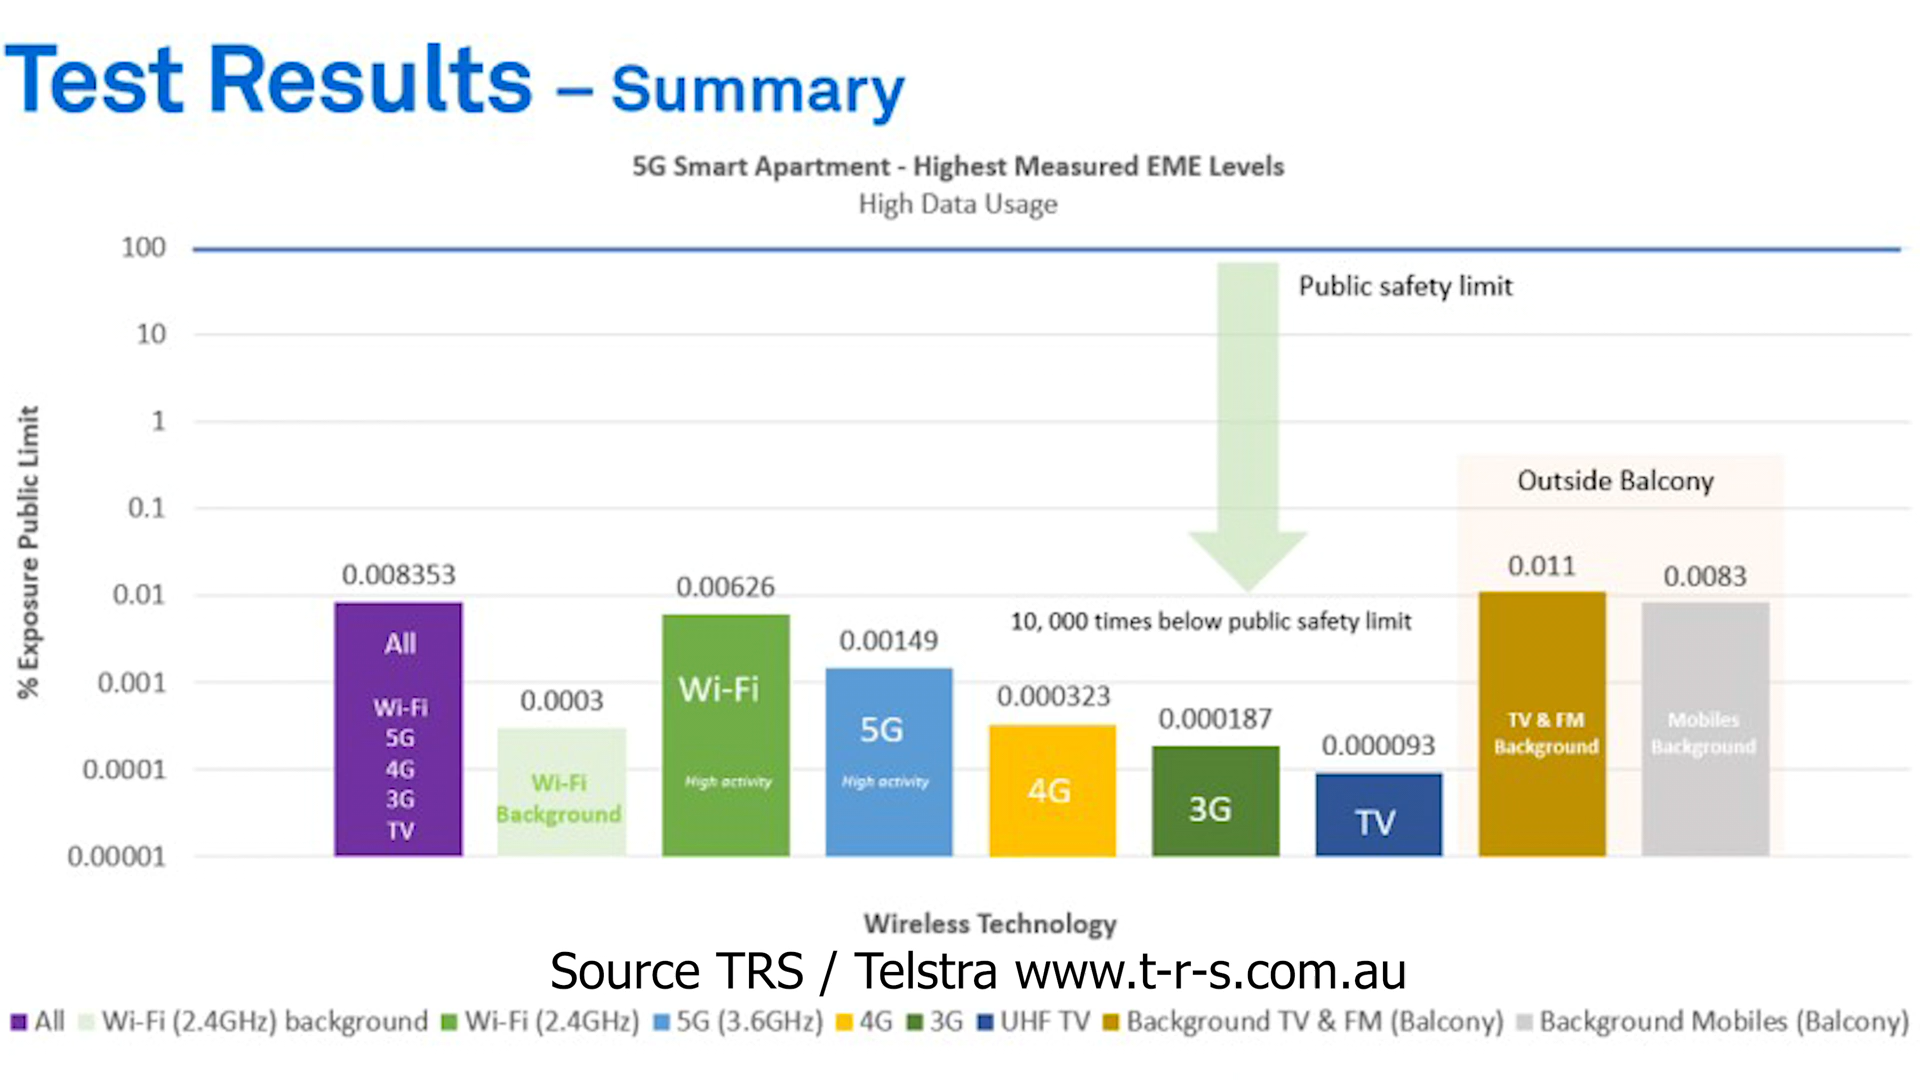 Test Results – Summary
5G Smart Apartment - Highest Measured EME Levels
High Data Usage
% Exposure Public Limit
100
10
1
0.1
0.01
0.001
0.0001
0.00001
Public safety limit
10, 000 times below public safety limit
Outside Balcony
0.008353
All
Wi-Fi
5G
4G
3G
TV
0.0003
Wi-Fi
Background
0.00626
Wi-Fi
High activity
0.00149
5G
High activity
0.000323
4G
0.000187
3G
0.000093
TV
0.011
TV & FM
Background
0.0083
Mobiles
Background
Wireless Technology
Source TRS / Telstra www.t-r-s.com.au
All Wi-Fi (2.4GHz) background Wi-Fi (2.4GHz) 5G (3.6GHz) 4G 3G UHF TV Background TV & FM (Balcony) Background Mobiles (Balcony)